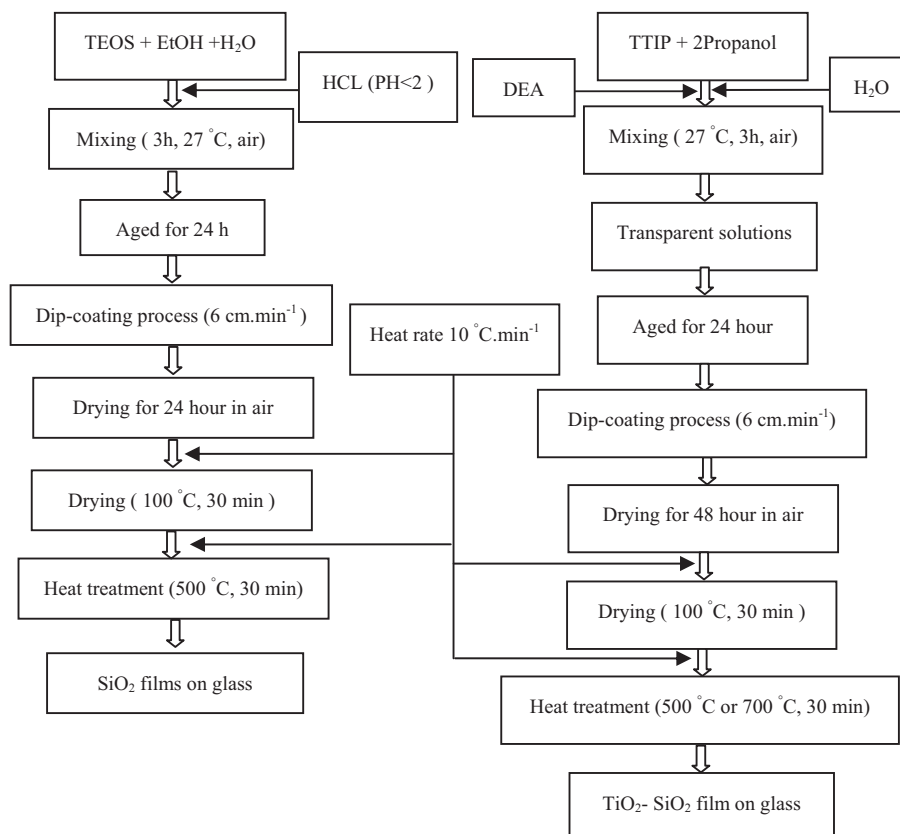 TEOS + EtOH +H₂O
HCL (PH<2 )
Mixing ( 3h, 27 °C, air)
Aged for 24 h
Dip-coating process (6 cm.min⁻¹ )
Drying for 24 hour in air
Drying ( 100 °C, 30 min )
Heat treatment (500 °C, 30 min)
SiO₂ films on glass
Heat rate 10 °C.min⁻¹
TTIP + 2Propanol
DEA
H₂O
Mixing ( 27 °C, 3h, air)
Transparent solutions
Aged for 24 hour
Dip-coating process (6 cm.min⁻¹)
Drying for 48 hour in air
Drying ( 100 °C, 30 min )
Heat treatment (500 °C or 700 °C, 30 min)
TiO₂- SiO₂ film on glass